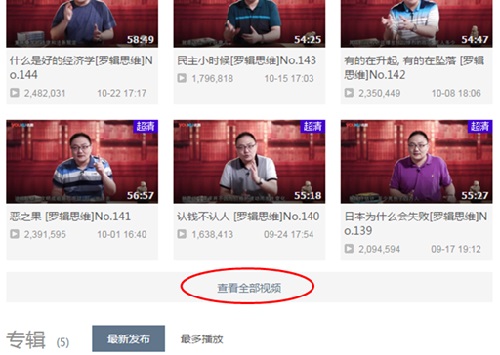 58:49
54:25
54:47
什么是好的经济学[罗辑思维]N
o.144
民主小时候[罗辑思维]No.143
有的在升起, 有的在坠落 [罗辑
思维]No.142
2,482,031 10-22 17:17
1,796,818 10-15 17:03
2,350,449 10-08 18:06
超清
超清
超清
56:57
55:18
55:27
恶之果 [罗辑思维]No.141
认钱不认人 [罗辑思维]No.140
日本为什么会失败[罗辑思维]N
o.139
2,391,595 10-01 16:40
1,638,413 09-24 17:54
2,094,594 09-17 19:12
查看全部视频
专辑 (5) 最新发布 最多播放